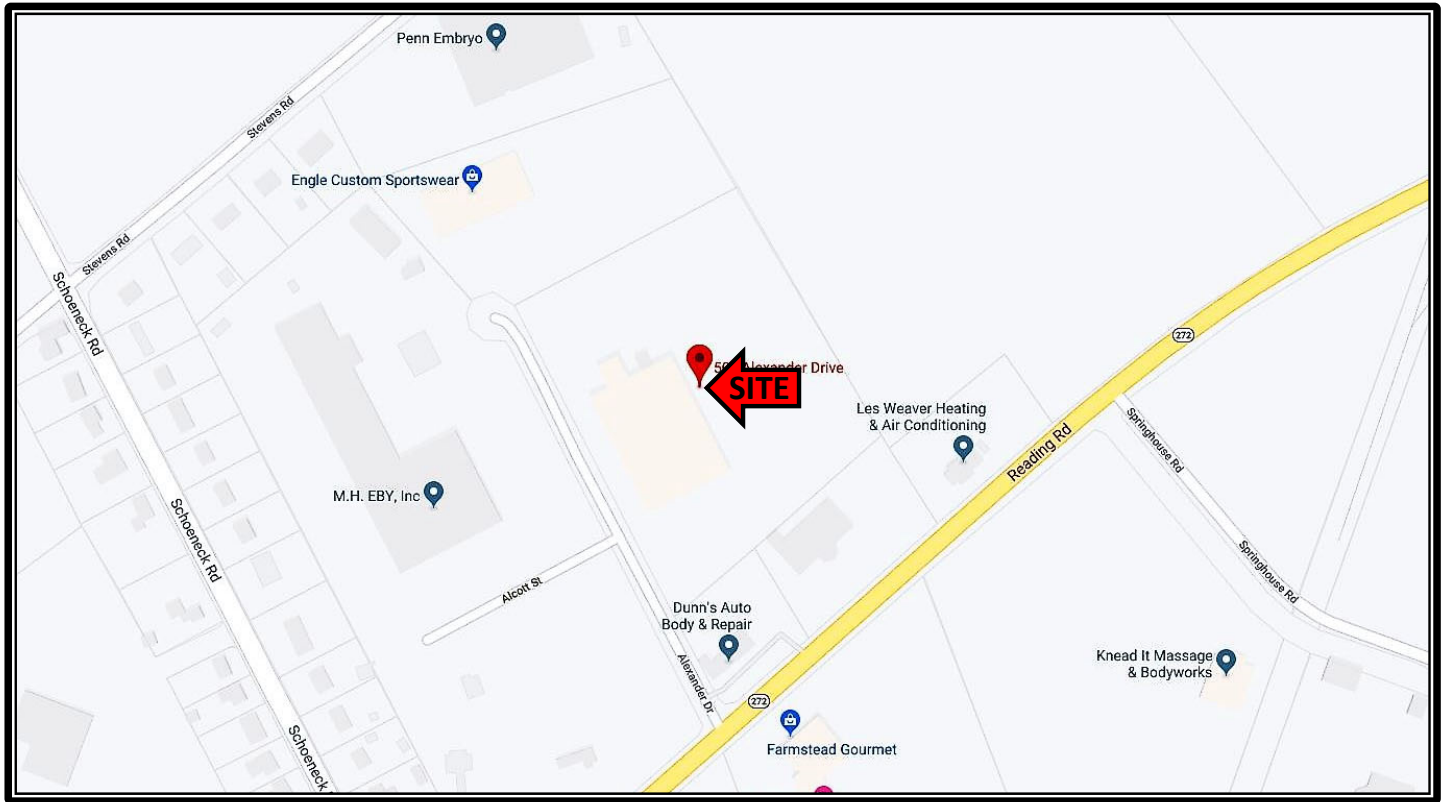 Penn Embryo
Stevens Rd
Engle Custom Sportswear
Stevens Rd
Schoeneck Rd
272
Alexander Drive
SITE
Les Weaver Heating
& Air Conditioning
Reading Rd
Springhouse Rd
M.H. EBY, Inc
Schoeneck Rd
Springhouse Rd
Alcott St
Dunn's Auto
Body & Repair
Alexander Dr
Knead It Massage
& Bodyworks
272
Farmstead Gourmet
Schoeneck Rd